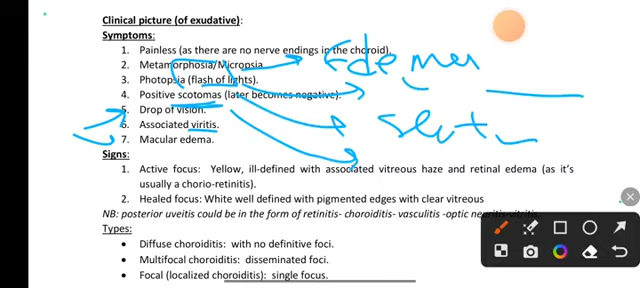 Clinical picture (of exudative)
Symptoms:
1. Painless (as there are no nerve endings in the choroid).
2. Metamorphosia/Micropsia.
3. Photopsia (flash of lights).
4. Positive scotomas (later becomes negative).
5. Drop of vision.
6. Associated viritis.
7. Macular edema.
Edema
Signs:
1. Active focus: Yellow, ill-defined with associated vitreous haze and retinal edema (as it's
usually a chorio-retinitis).
2. Healed focus: White well defined with pigmented edges with clear vitreous
NB: posterior uveitis could be in the form of retinitis- choroiditis- vasculitis -optic neuritis-vitritis.
Types:
• Diffuse choroiditis: with no definitive foci.
• Multifocal choroiditis: disseminated foci.
• Focal (localized choroiditis): single focus.